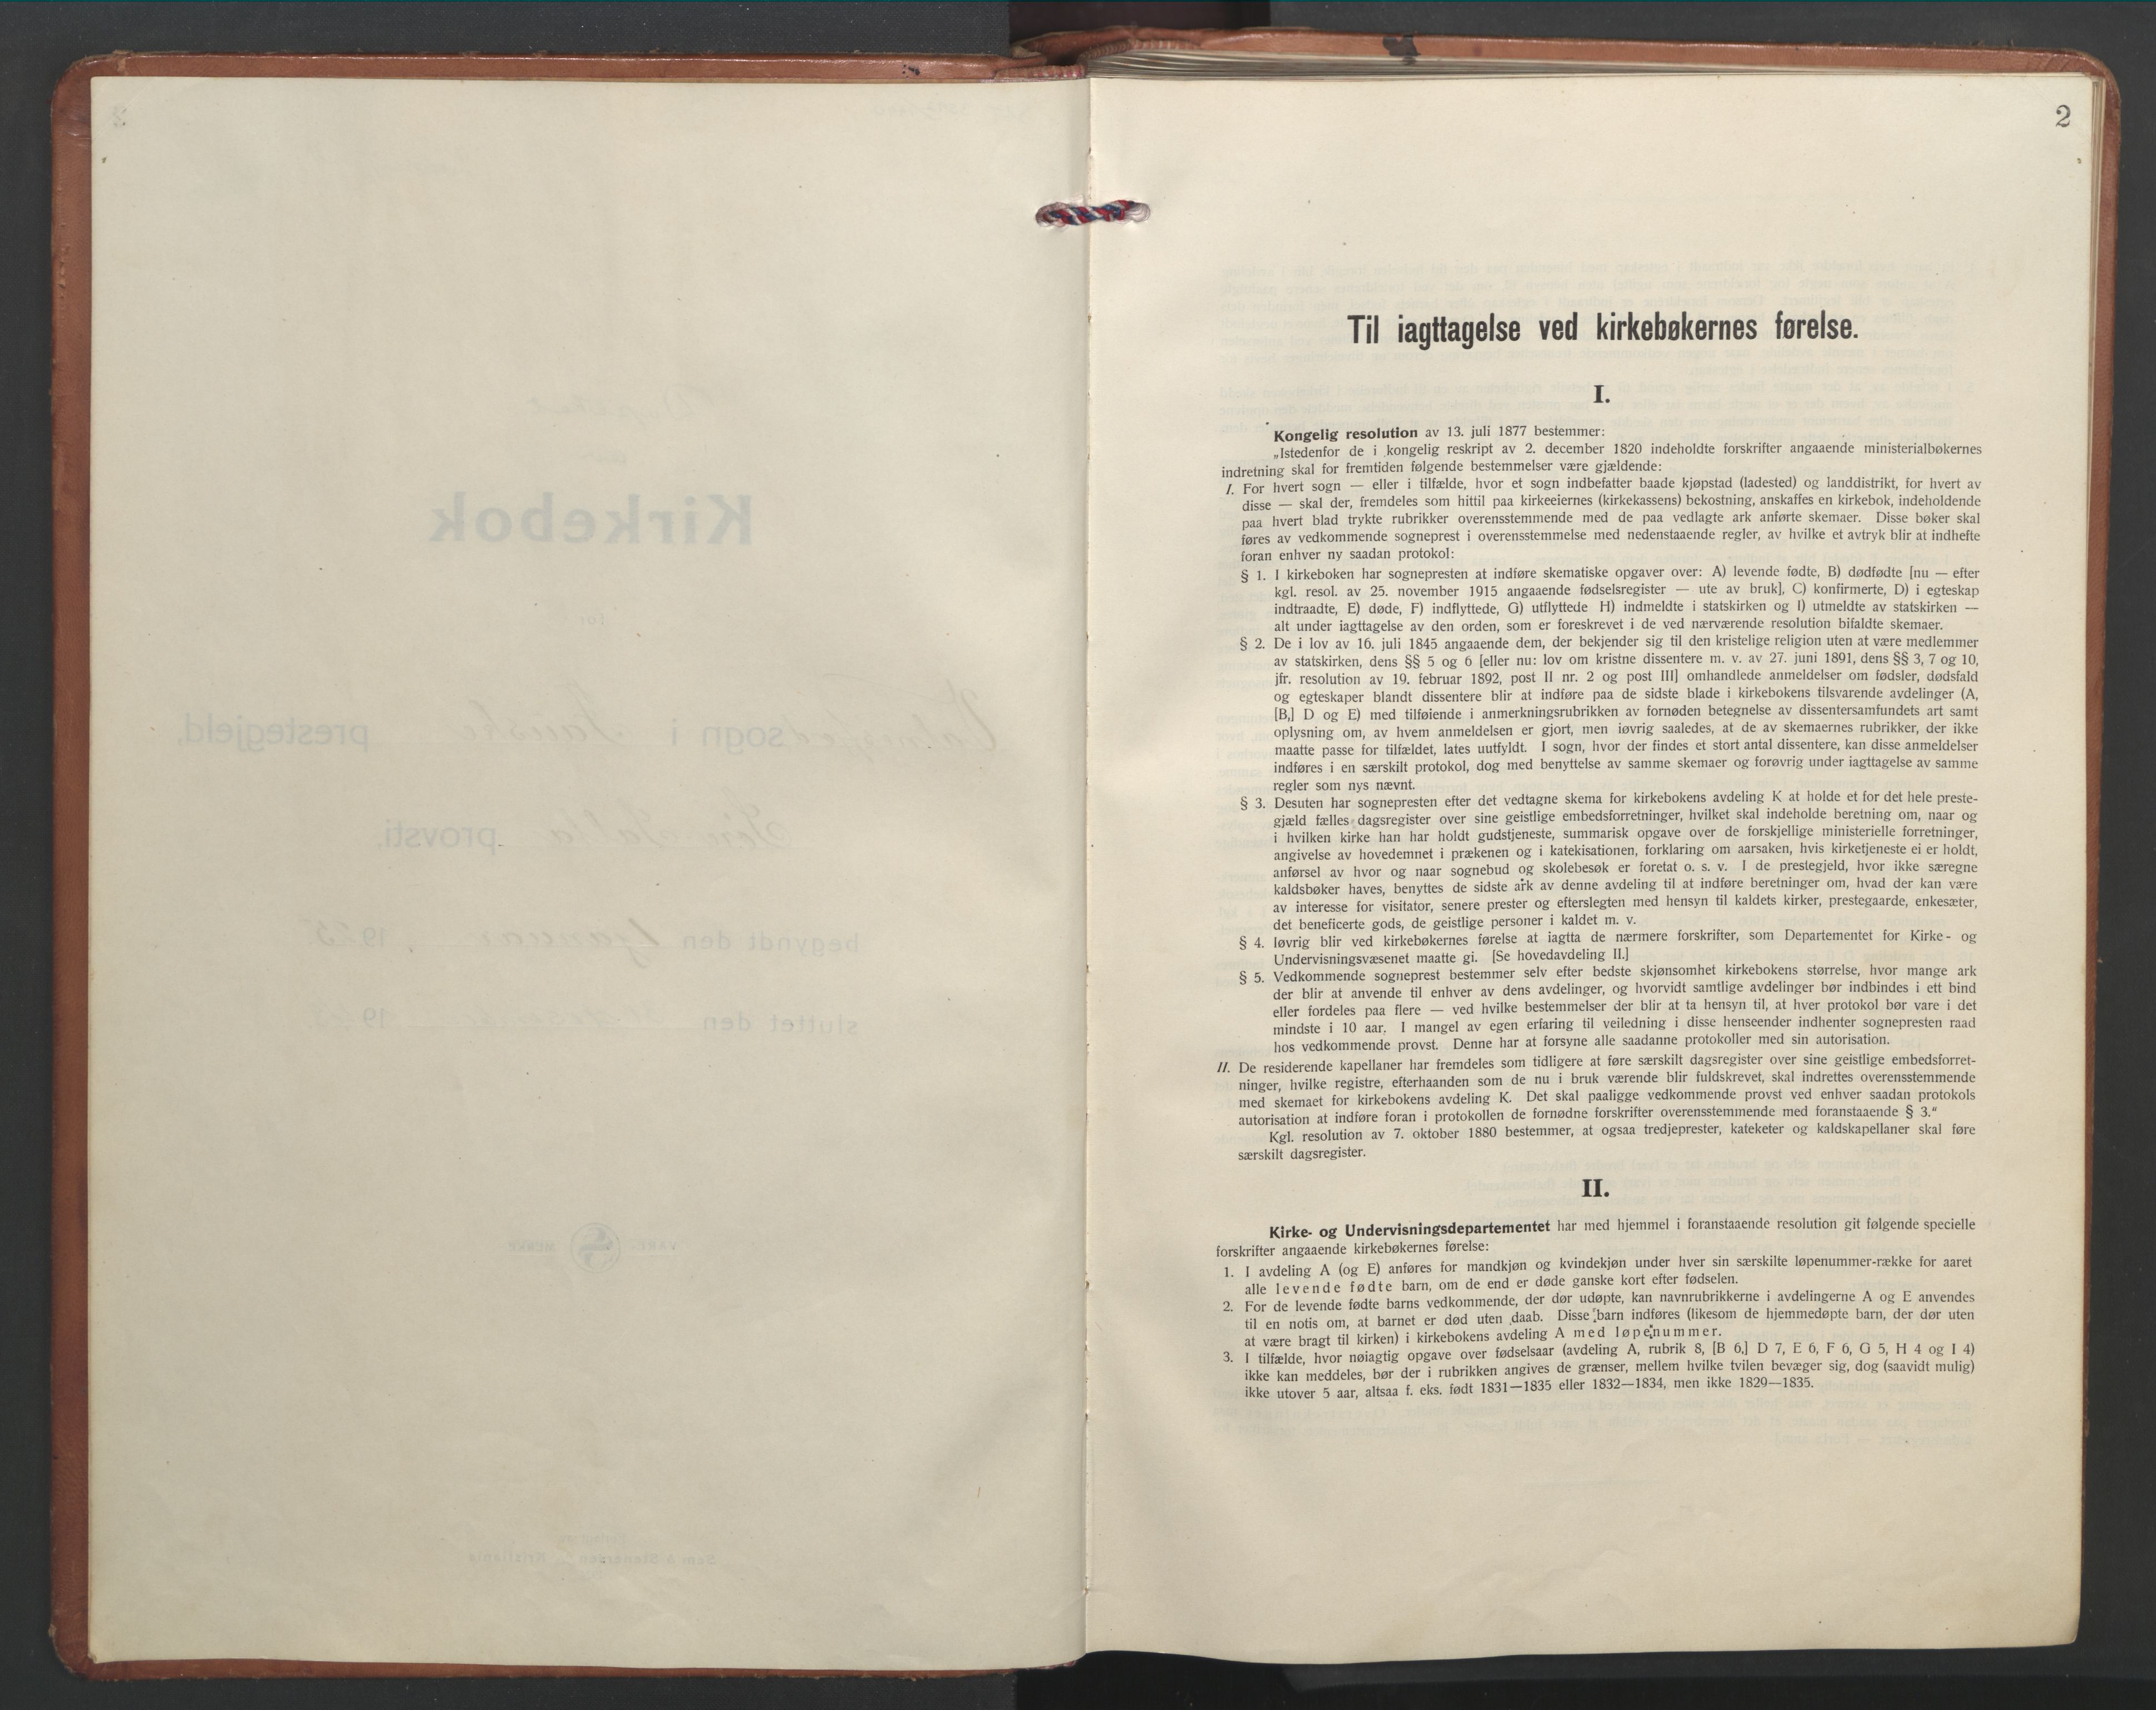 2
Til iagttagelse ved kirkebøkernes førelse.
I.
Kongelig resolution av 13. juli 1877 bestemmer:
„Istedenfor de i kongelig reskript av 2. december 1820 indeholdte forskrifter angaaende ministerialbøkernes
indretning skal for fremtiden følgende bestemmelser være gjældende:
I. For hvert sogn — eller i tilfælde, hvor et sogn indbefatter baade kjøpstad (ladested) og landdistrikt, for hvert av
disse — skal der, fremdeles som hittil paa kirkeeiernes (kirkekassens) bekostning, anskaffes en kirkebok, indeholdende
paa hvert blad trykte rubrikker overensstemmende med de paa vedlagte ark anførte skemaer. Disse bøker skal
føres av vedkommende sogneprest i overensstemmelse med nedenstaaende regler, av hvilke et avtryk blir at indhefte
foran enhver ny saadan protokol:
§ 1. I kirkeboken har sognepresten at indføre skematiske opgaver over: A) levende fødte, B) dødfødte [nu — efter
kgl. resol. av 25. november 1915 angaaende fødselsregister — ute av bruk], C) konfirmerte, D) i egteskap
indtraadte, E) døde, F) indflyttede, G) utflyttede H) indmeldte i statskirken og I) utmeldte av statskirken —
alt under iagttagelse av den orden, som er foreskrevet i de ved nærværende resolution bifaldte skemaer.
§ 2. De i lov av 16. juli 1845 angaaende dem, der bekjender sig til den kristelige religion uten at være medlemmer
av statskirken, dens §§ 5 og 6 [eller nu: lov om kristne dissentere m. v. av 27. juni 1891, dens §§ 3, 7 og 10,
jfr. resolution av 19. februar 1892, post II nr. 2 og post III] omhandlede anmeldelser om fødsler, dødsfald
og egteskaper blandt dissentere blir at indføre paa de sidste blade i kirkebokens tilsvarende avdelinger (A,
[B,] D og E) med tilføiende i anmerkningsrubrikken av fornøden betegnelse av dissentersamfundets art samt
oplysning om, av hvem anmeldelsen er gjort, men iøvrig saaledes, at de av skemaernes rubrikker, der ikke
maatte passe for tilfældet, lates uutfyldt. I sogn, hvor der findes et stort antal dissentere, kan disse anmeldelser
indføres i en særskilt protokol, dog med benyttelse av samme skemaer og forøvrig under iagttagelse av samme
regler som nys nævnt.
§ 3. Desuten har sognepresten efter det vedtagne skema for kirkebokens avdeling K at holde et for det hele preste-
gjæld fælles dagsregister over sine geistlige embedsforretninger, hvilket skal indeholde beretning om, naar og
i hvilken kirke han har holdt gudstjeneste, summarisk opgave over de forskjellige ministerielle forretninger,
angivelse av hovedemnet i prækenen og i katekisationen, forklaring om aarsaken, hvis kirketjeneste ei er holdt,
anførsel av hvor og naar sognebud og skolebesøk er foretat o. s. v. I de prestegjeld, hvor ikke særegne
kaldsbøker haves, benyttes de sidste ark av denne avdeling til at indføre beretninger om, hvad der kan være
av interesse for visitator, senere prester og efterslegten med hensyn til kaldets kirker, prestegaarde, enkesæter,
det beneficerte gods, de geistlige personer i kaldet m. v.
§ 4. Iøvrig blir ved kirkebøkernes førelse at iagtta de nærmere forskrifter, som Departementet for Kirke- og
Undervisningsvæsenet maatte gi. [Se hovedavdeling II.]
§ 5. Vedkommende sogneprest bestemmer selv efter bedste skjønsomhet kirkebokens størrelse, hvor mange ark
der blir at anvende til enhver av dens avdelinger, og hvorvidt samtlige avdelinger bør indbindes i ett bind
eller fordeles paa flere — ved hvilke bestemmelser der blir at ta hensyn til, at hver protokol bør vare i det
mindste i 10 aar. I mangel av egen erfaring til veiledning i disse henseender indhenter sognepresten raad
hos vedkommende provst. Denne har at forsyne alle saadanne protokoller med sin autorisation.
II. De residerende kapellaner har fremdeles som tidligere at føre særskilt dagsregister over sine geistlige embedsforret-
ninger, hvilke registre, efterhaanden som de nu i bruk værende blir fuldskrevet, skal indrettes overensstemmende
med skemaet for kirkebokens avdeling K. Det skal paaligge vedkommende provst ved enhver saadan protokols
autorisation at indføre foran i protokollen de fornødne forskrifter overensstemmende med foranstaaende § 3."
Kgl. resolution av 7. oktober 1880 bestemmer, at ogsaa tredjeprester, kateketer og kaldskapellaner skal føre
særskilt dagsregister.
II.
Kirke- og Undervisningsdepartementet har med hjemmel i foranstaaende resolution git følgende specielle
forskrifter angaaende kirkebøkernes førelse:
1. I avdeling A (og E) anføres for mandkjøn og kvindekjøn under hver sin særskilte løpenummer-række for aaret
alle levende fødte barn, om de end er døde ganske kort efter fødselen.
2. For de levende fødte barns vedkommende, der dør udøpte, kan navnrubrikkerne i avdelingerne A og E anvendes
til en notis om, at barnet er død uten daab. Disse barn indføres (likesom de hjemmedøpte barn, der dør uten
at være bragt til kirken) i kirkebokens avdeling A med løpenummer.
3. I tilfælde, hvor nøiagtig opgave over fødselsaar (avdeling A, rubrik 8, [B 6,] D 7, E 6, F 6, G 5, H 4 og I 4)
ikke kan meddeles, bør der i rubrikken angives de grænser, mellem hvilke tvilen bevæger sig, dog (saavidt mulig)
ikke utover 5 aar, altsaa f. eks. født 1831—1835 eller 1832—1834, men ikke 1829—1835.